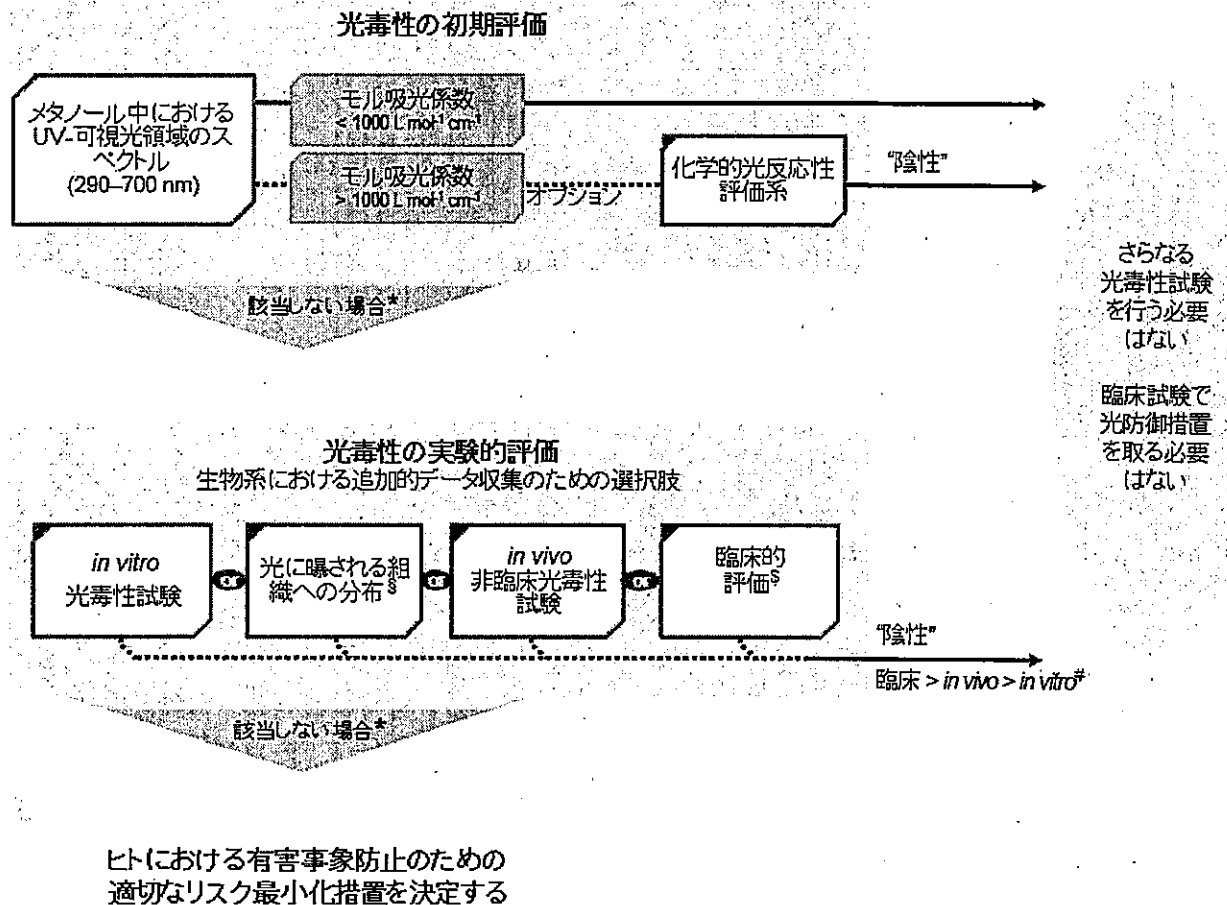 光毒性の初期評価
メタノール中における
UV-可視光領域のス
ペクトル
(290–700 nm)
モル吸光係数
< 1000 L mol-1 cm-1
モル吸光係数
> 1000 L mol-1 cm-1
オプション
化学的光反応性
評価系
“陰性”
該当しない場合*
さらなる
光毒性試験
を行う必要
はない
臨床試験で
光防御措置
を取る必要
はない
光毒性の実験的評価
生物系における追加的データ収集のための選択肢
in vitro
光毒性試験
光に曝される組
織への分布§
in vivo
非臨床光毒性
試験
臨床的
評価$
“陰性”
臨床 > in vivo > in vitro#
該当しない場合*
ヒトにおける有害事象防止のための
適切なリスク最小化措置を決定する